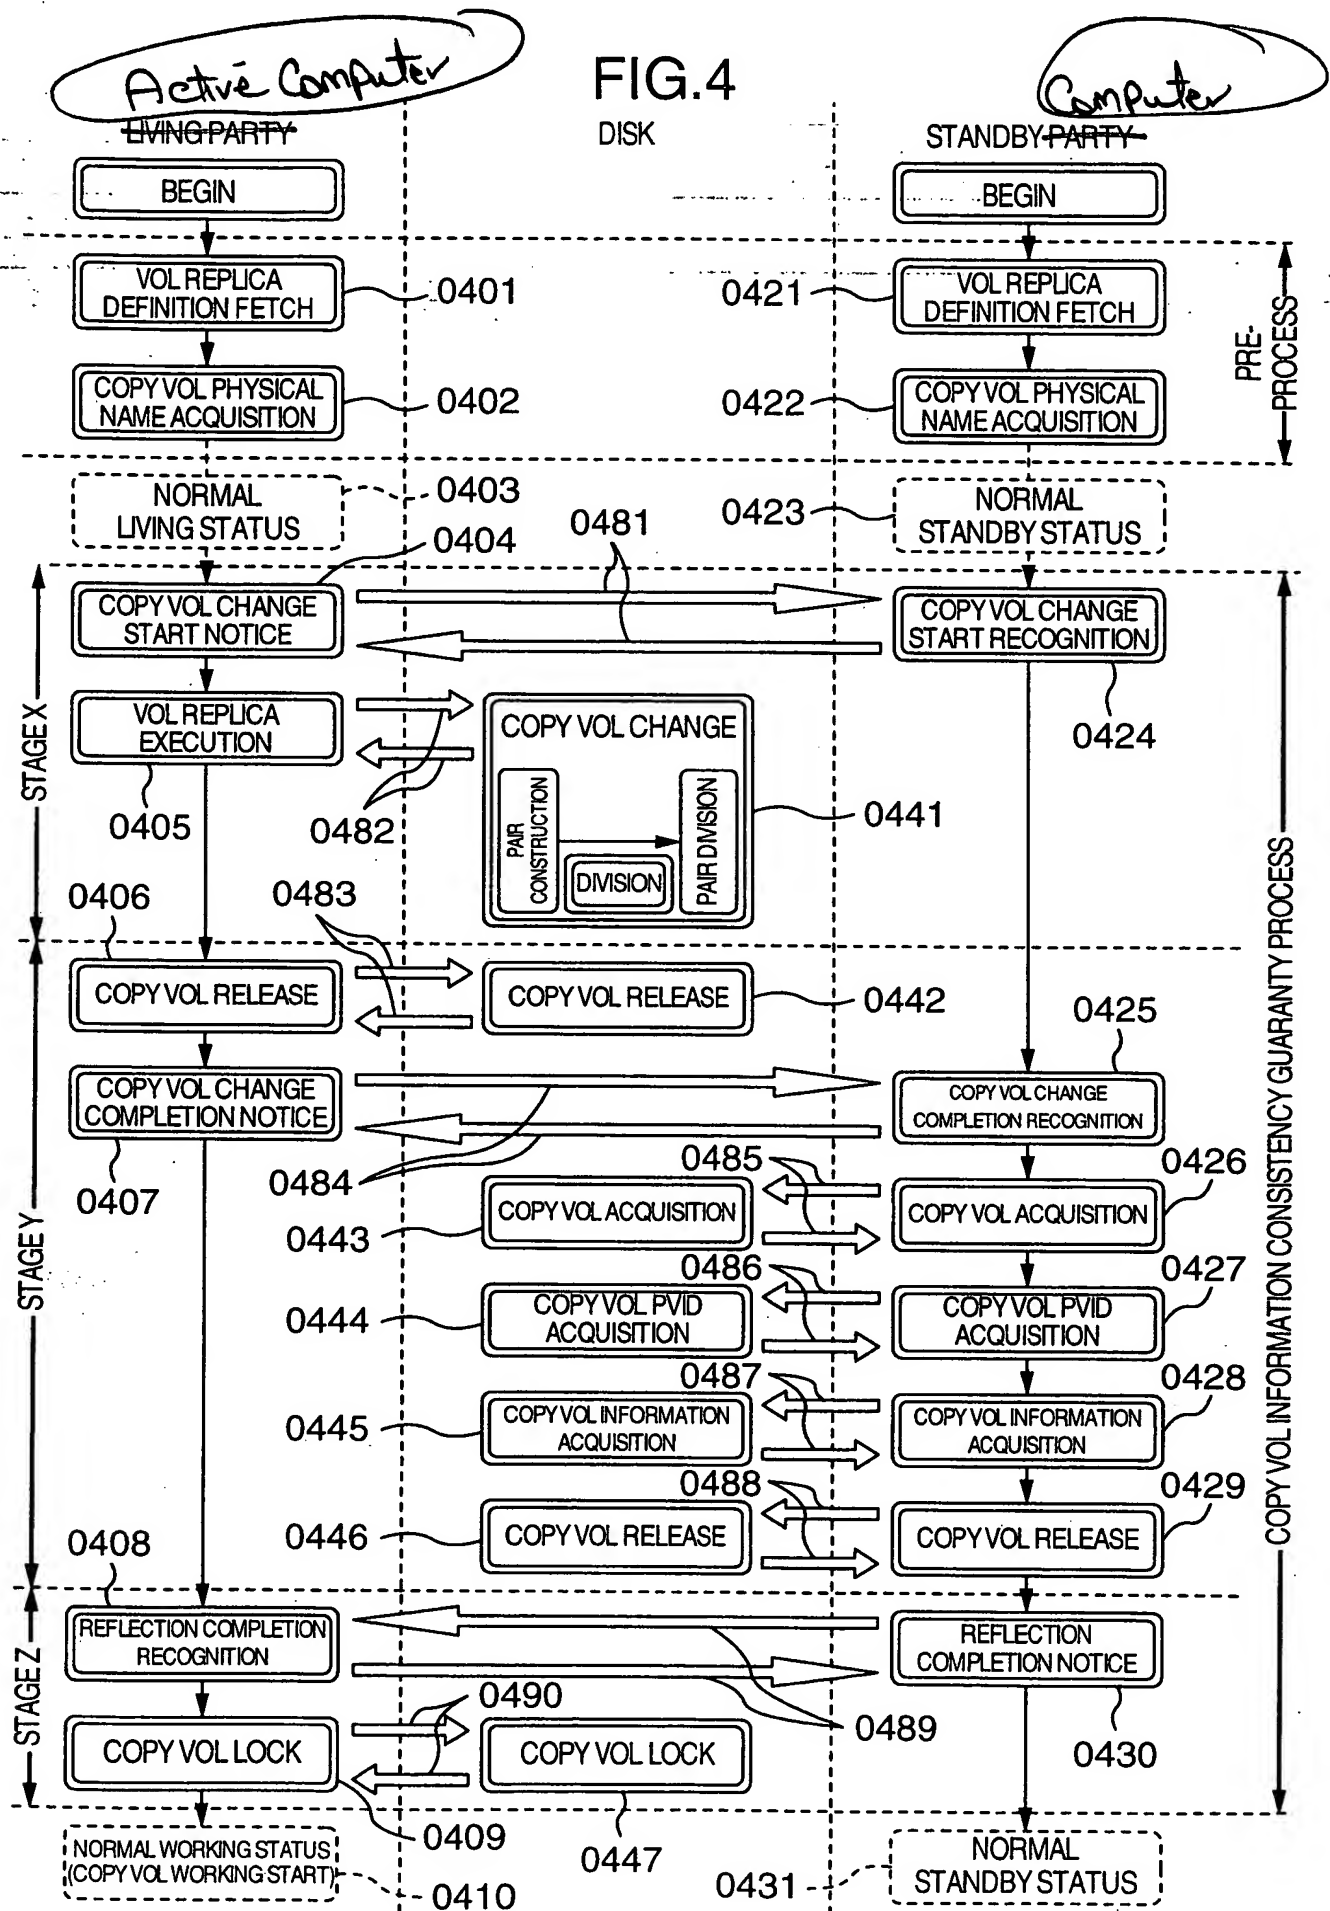 Active Computer
FIG.4
Computer
LIVING PARTY
DISK
STANDBY PARTY
BEGIN
BEGIN
VOL REPLICA
DEFINITION FETCH
0401
0421
VOL REPLICA
DEFINITION FETCH
PRE-
PROCESS
COPY VOL PHYSICAL
NAME ACQUISITION
0402
0422
COPY VOL PHYSICAL
NAME ACQUISITION
NORMAL
LIVING STATUS
0403
0423
NORMAL
STANDBY STATUS
0404
0481
STAGE X
COPY VOL CHANGE
START NOTICE
COPY VOL CHANGE
START RECOGNITION
0424
VOL REPLICA
EXECUTION
0405
0482
COPY VOL CHANGE
PAIR
CONSTRUCTION
DIVISION
PAIR DIVISION
0441
COPY VOL INFORMATION CONSISTENCY GUARANTY PROCESS
0406
0483
STAGE Y
COPY VOL RELEASE
COPY VOL RELEASE
0442
0425
COPY VOL CHANGE
COMPLETION NOTICE
0407
0484
COPY VOL CHANGE
COMPLETION RECOGNITION
0485
0426
0443
COPY VOL ACQUISITION
COPY VOL ACQUISITION
0486
0427
0444
COPY VOL PVID
ACQUISITION
COPY VOL PVID
ACQUISITION
0487
0428
0445
COPY VOL INFORMATION
ACQUISITION
COPY VOL INFORMATION
ACQUISITION
0488
0429
0446
COPY VOL RELEASE
COPY VOL RELEASE
0408
STAGE Z
REFLECTION COMPLETION
RECOGNITION
REFLECTION
COMPLETION NOTICE
0490
0489
0430
COPY VOL LOCK
COPY VOL LOCK
0409
0447
NORMAL WORKING STATUS
(COPY VOL WORKING START)
0410
0431
NORMAL
STANDBY STATUS